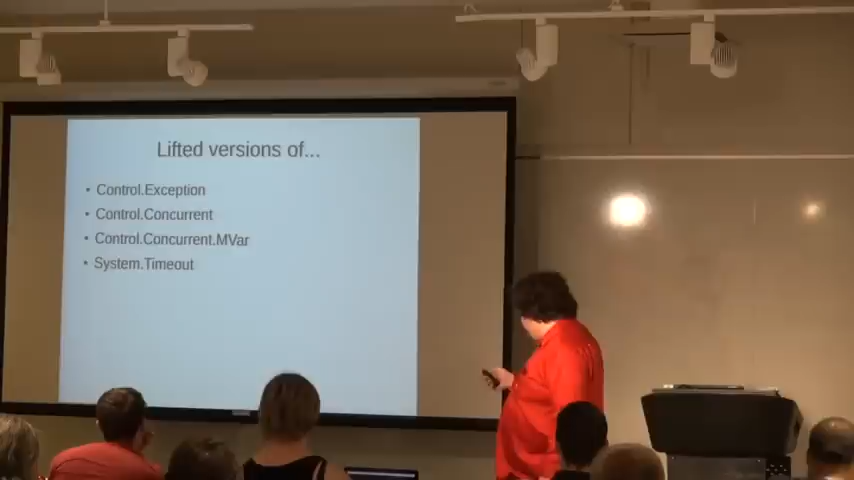 Lifted versions of...
• Control.Exception
• Control.Concurrent
• Control.Concurrent.MVar
• System.Timeout